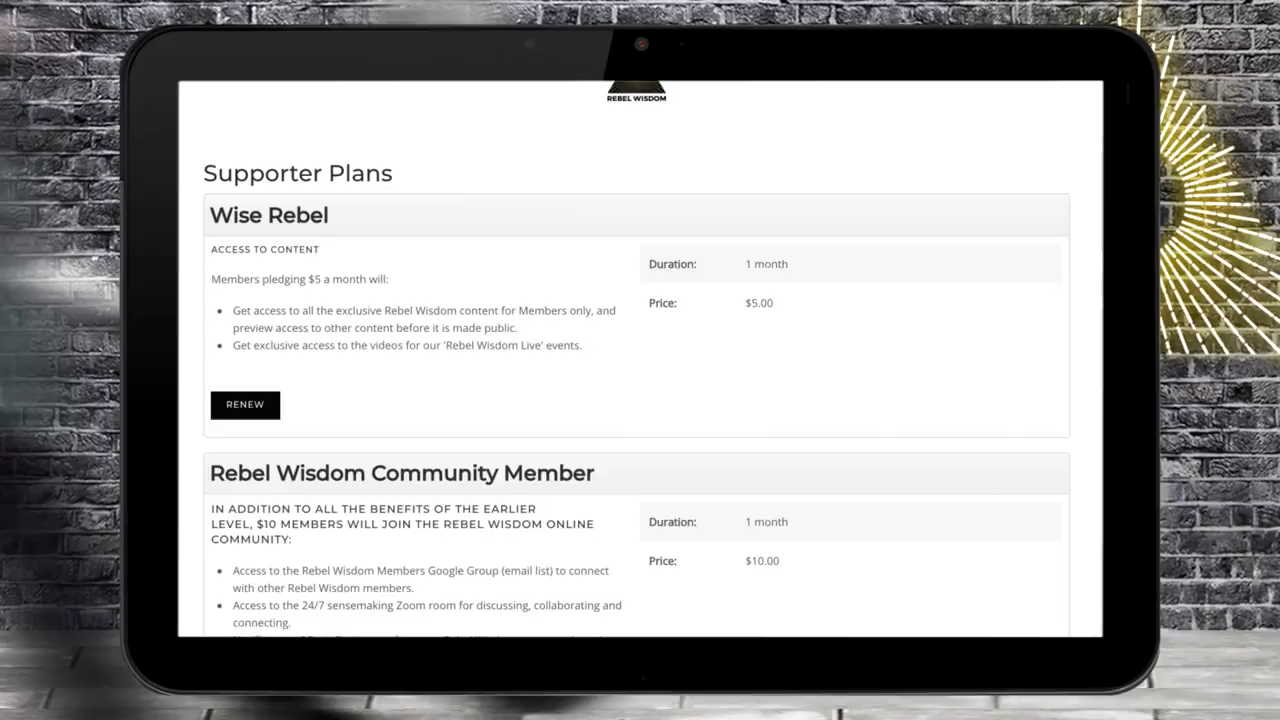 REBEL WISDOM
Supporter Plans
Wise Rebel
ACCESS TO CONTENT
Members pledging $5 a month will:
• Get access to all the exclusive Rebel Wisdom content for Members only, and
preview access to other content before it is made public.
• Get exclusive access to the videos for our 'Rebel Wisdom Live' events.
Duration: 1 month
Price: $5.00
RENEW
Rebel Wisdom Community Member
IN ADDITION TO ALL THE BENEFITS OF THE EARLIER
LEVEL, $10 MEMBERS WILL JOIN THE REBEL WISDOM ONLINE
COMMUNITY:
• Access to the Rebel Wisdom Members Google Group (email list) to connect
with other Rebel Wisdom members.
• Access to the 24/7 sensemaking Zoom room for discussing, collaborating and
connecting.
Duration: 1 month
Price: $10.00